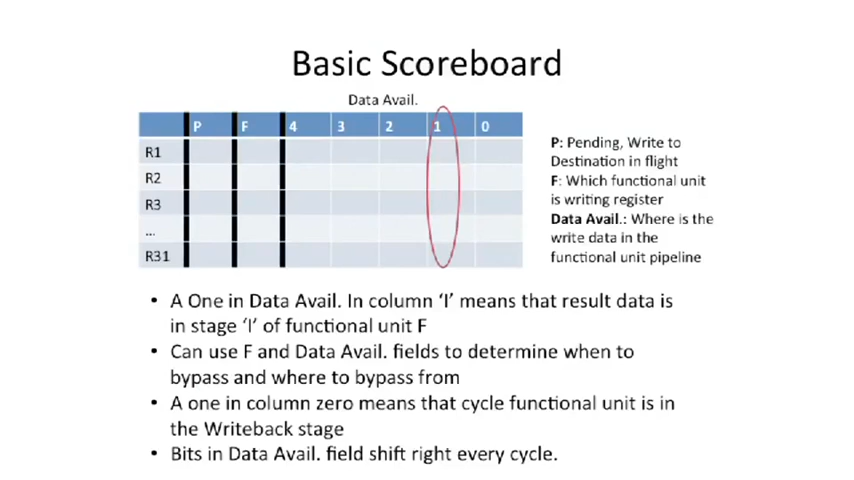 Basic Scoreboard
Data Avail.
P F 4 3 2 1 0
R1
R2
R3
...
R31
P: Pending, Write to
Destination in flight
F: Which functional unit
is writing register
Data Avail.: Where is the
write data in the
functional unit pipeline
• A One in Data Avail. In column ‘I’ means that result data is
in stage ‘I’ of functional unit F
• Can use F and Data Avail. fields to determine when to
bypass and where to bypass from
• A one in column zero means that cycle functional unit is in
the Writeback stage
• Bits in Data Avail. field shift right every cycle.